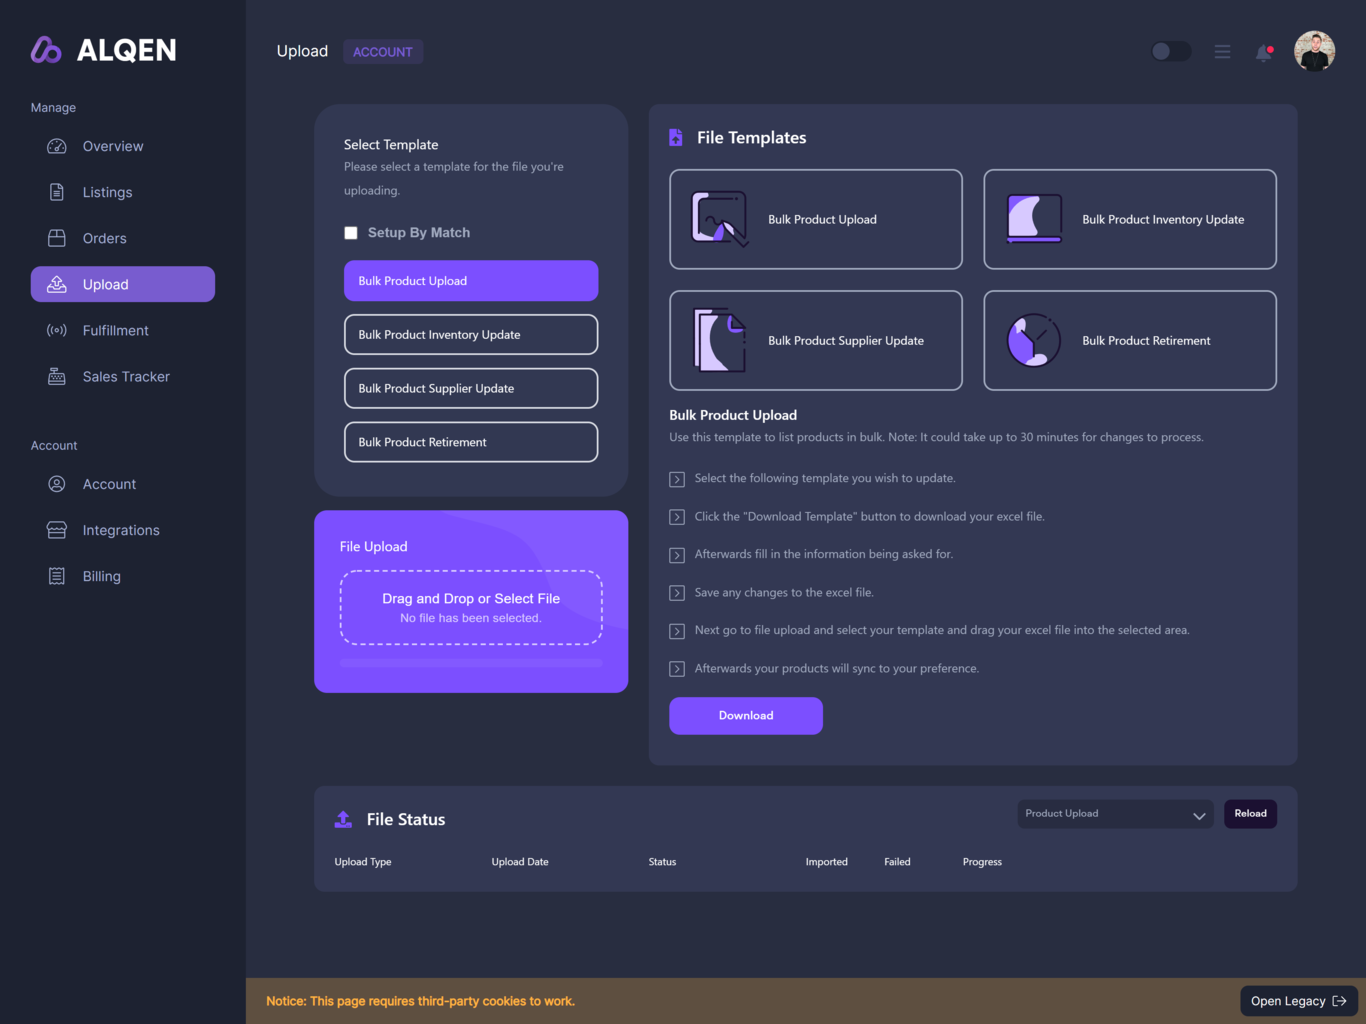 ALQEN
Manage
Overview
Listings
Orders
Upload
Fulfillment
Sales Tracker
Account
Account
Integrations
Billing
Upload
ACCOUNT
Select Template
Please select a template for the file you're
uploading.
Setup By Match
Bulk Product Upload
Bulk Product Inventory Update
Bulk Product Supplier Update
Bulk Product Retirement
File Upload
Drag and Drop or Select File
No file has been selected.
File Templates
Bulk Product Upload
Bulk Product Inventory Update
Bulk Product Supplier Update
Bulk Product Retirement
Bulk Product Upload
Use this template to list products in bulk. Note: It could take up to 30 minutes for changes to process.
Select the following template you wish to update.
Click the "Download Template" button to download your excel file.
Afterwards fill in the information being asked for.
Save any changes to the excel file.
Next go to file upload and select your template and drag your excel file into the selected area.
Afterwards your products will sync to your preference.
Download
File Status
Product Upload
Reload
Upload Type
Upload Date
Status
Imported
Failed
Progress
Notice: This page requires third-party cookies to work.
Open Legacy